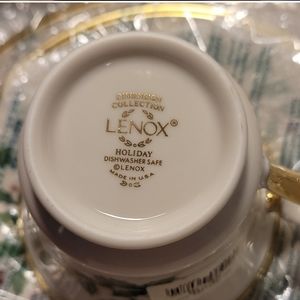 DIMENSION
COLLECTION
LENOX®
HOLIDAY
DISHWASHER SAFE
©LENOX
MADE IN U.S.A.